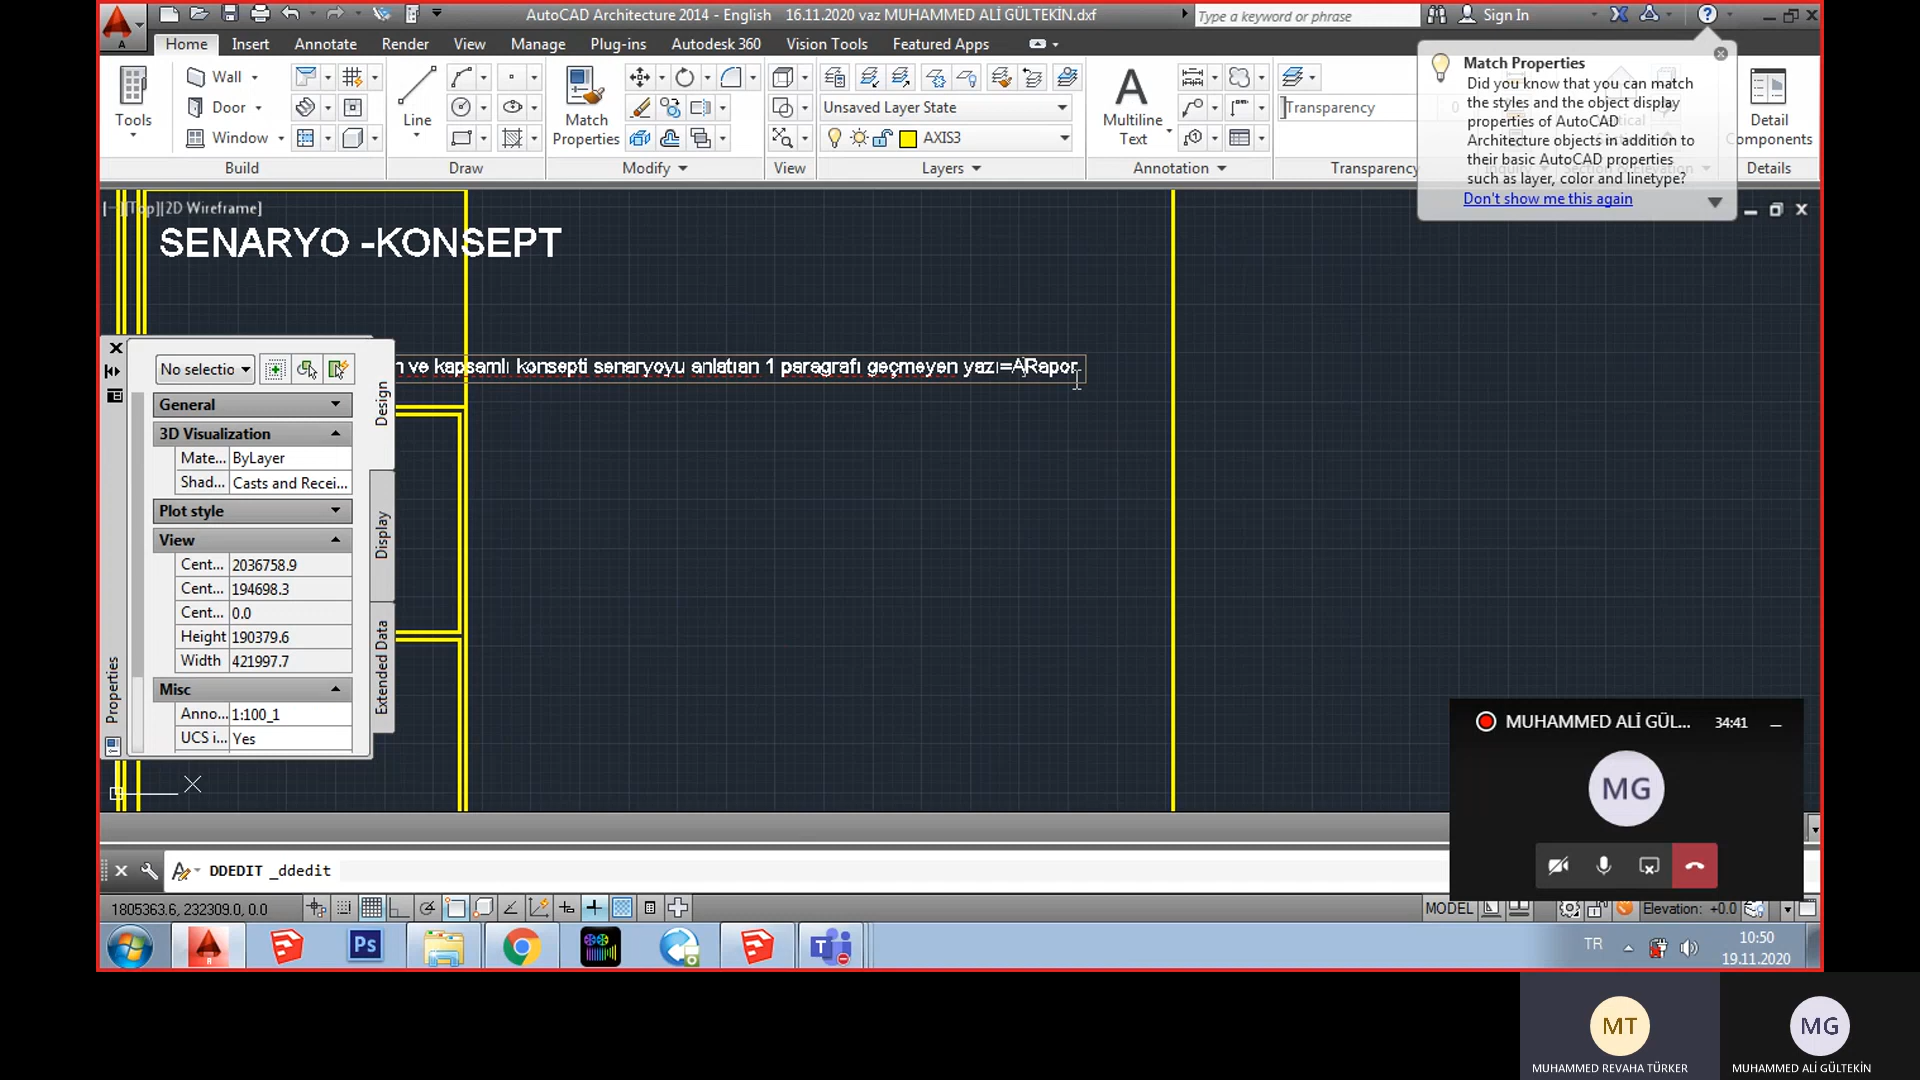 AutoCAD Architecture 2014 - English 16.11.2020 vaz MUHAMMED ALİ GÜLTEKİN.dxf
Type a keyword or phrase
Sign In
Home Insert Annotate Render View Manage Plug-ins Autodesk 360 Vision Tools Featured Apps
Tools
Wall
Door
Window
Line
Match Properties
Unsaved Layer State
AXIS3
Multiline Text
Transparency
Detail Components
Build Draw Modify View Layers Annotation Transparency Details
Match Properties
Did you know that you can match
the styles and the object display
properties of AutoCAD
Architecture objects in addition to
their basic AutoCAD properties
such as layer, color and linetype?
Don't show me this again
[Top][2D Wireframe]
SENARYO -KONSEPT
ve kapsamlı konsepti senaryoyu anlatıan 1 paragrafı geçmeyen yazı=ARapor
No selectio
General
3D Visualization
Mate... ByLayer
Shad... Casts and Recei...
Plot style
View
Cent... 2036758.9
Cent... 194698.3
Cent... 0.0
Height 190379.6
Width 421997.7
Misc
Anno... 1:100_1
UCS i... Yes
Design
Display
Extended Data
Properties
MUHAMMED ALİ GÜL... 34:41
MG
DDEDIT _ddedit
1805363.6, 232309.0, 0.0
MODEL
Elevation: +0.0
Ps
TR
10:50
19.11.2020
MT
MUHAMMED REVAHA TÜRKER
MG
MUHAMMED ALİ GÜLTEKİN